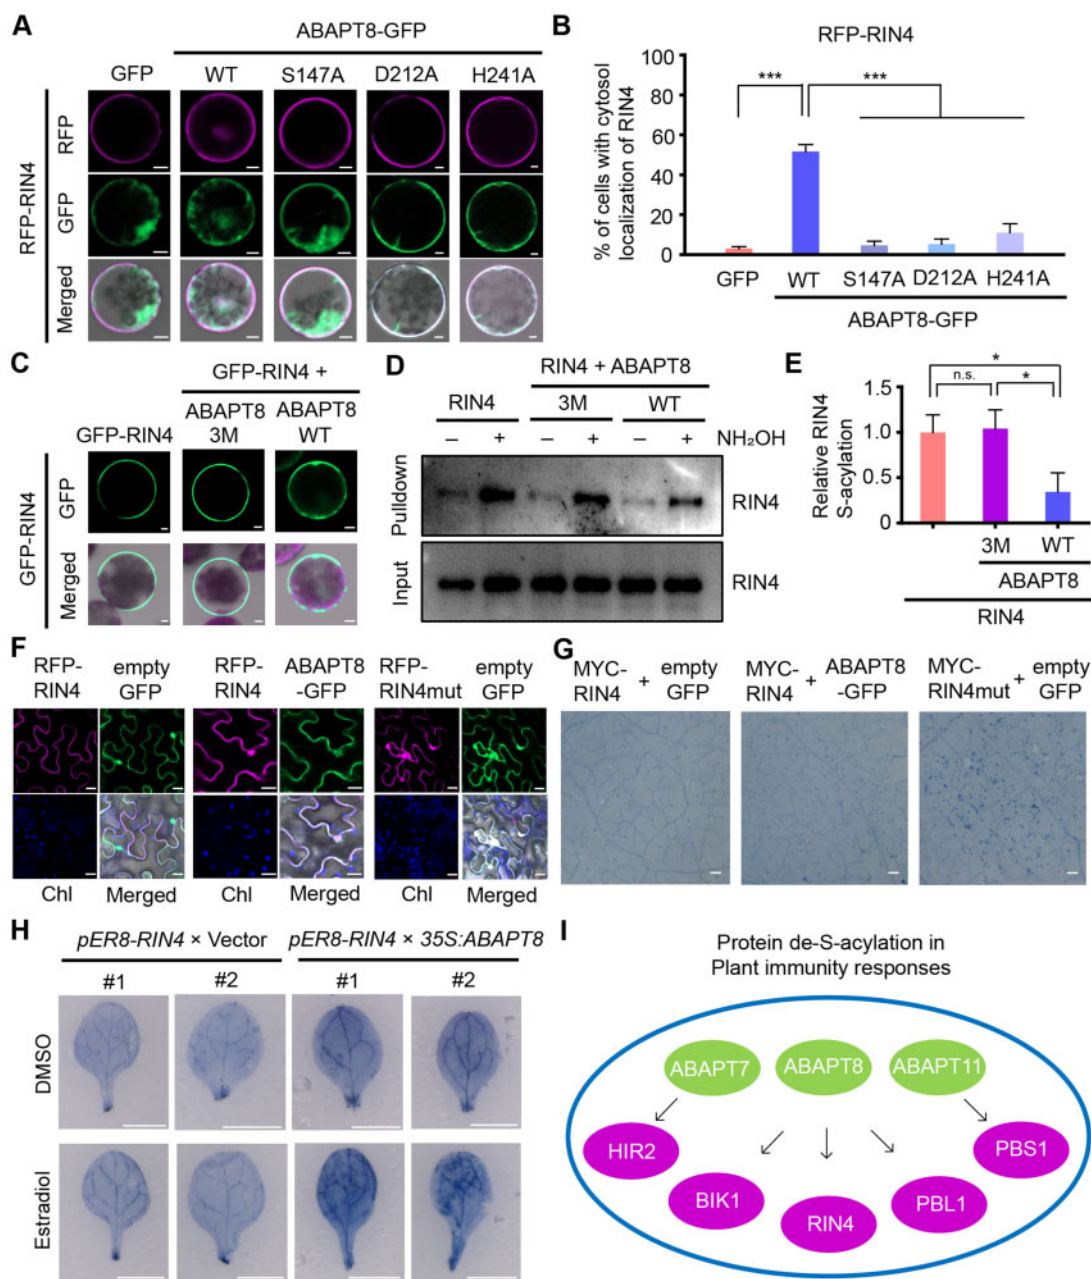 A
ABAPT8-GFP
GFP WT S147A D212A H241A
RFP-RIN4
RFP
GFP
Merged
B
RFP-RIN4
% of cells with cytosol
localization of RIN4
100
80
60
40
20
0
*** ***
GFP WT S147A D212A H241A
ABAPT8-GFP
C
GFP-RIN4 +
GFP-RIN4
ABAPT8 ABAPT8
3M WT
GFP-RIN4
GFP
Merged
D
RIN4 + ABAPT8
RIN4 3M WT
– + – + – + NH₂OH
Pulldown
RIN4
Input
RIN4
E
Relative RIN4
S-acylation
1.5
1.0
0.5
0
*
n.s. *
3M WT
ABAPT8
RIN4
F
RFP- empty RFP- ABAPT8 RFP- empty
RIN4 GFP RIN4 -GFP RIN4mut GFP
Chl Merged Chl Merged Chl Merged
G
MYC- empty MYC- ABAPT8 MYC- empty
RIN4 + GFP RIN4 + -GFP RIN4mut + GFP
H
pER8-RIN4 × Vector pER8-RIN4 × 35S:ABAPT8
#1 #2 #1 #2
DMSO
Estradiol
I
Protein de-S-acylation in
Plant immunity responses
ABAPT7 ABAPT8 ABAPT11
HIR2 PBS1
BIK1 PBL1
RIN4